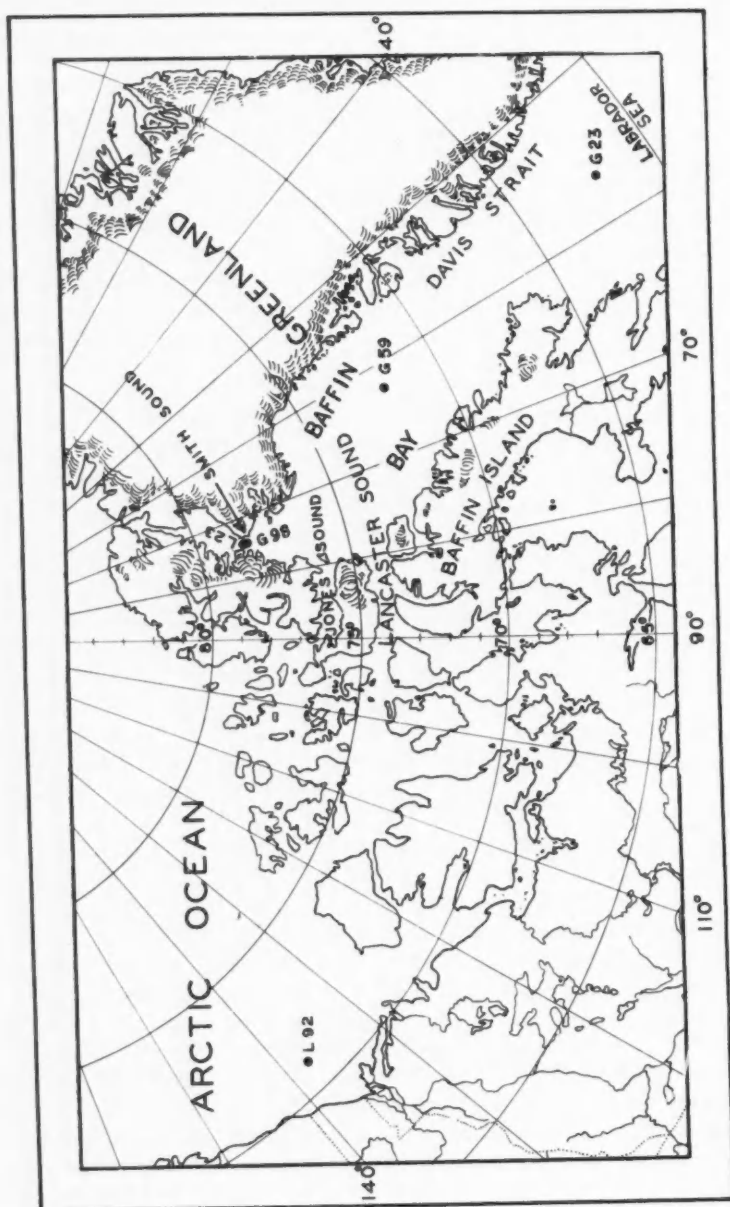 ARCTIC OCEAN
GREENLAND
SMITH SOUND
BAFFIN
BAY
DAVIS
STRAIT
LABRADOR
SEA
JONES SOUND
LANCASTER SOUND
BAFFIN ISLAND
L92
G98
G59
G23
80°
75°
70°
65°
140°
110°
90°
70°
40°